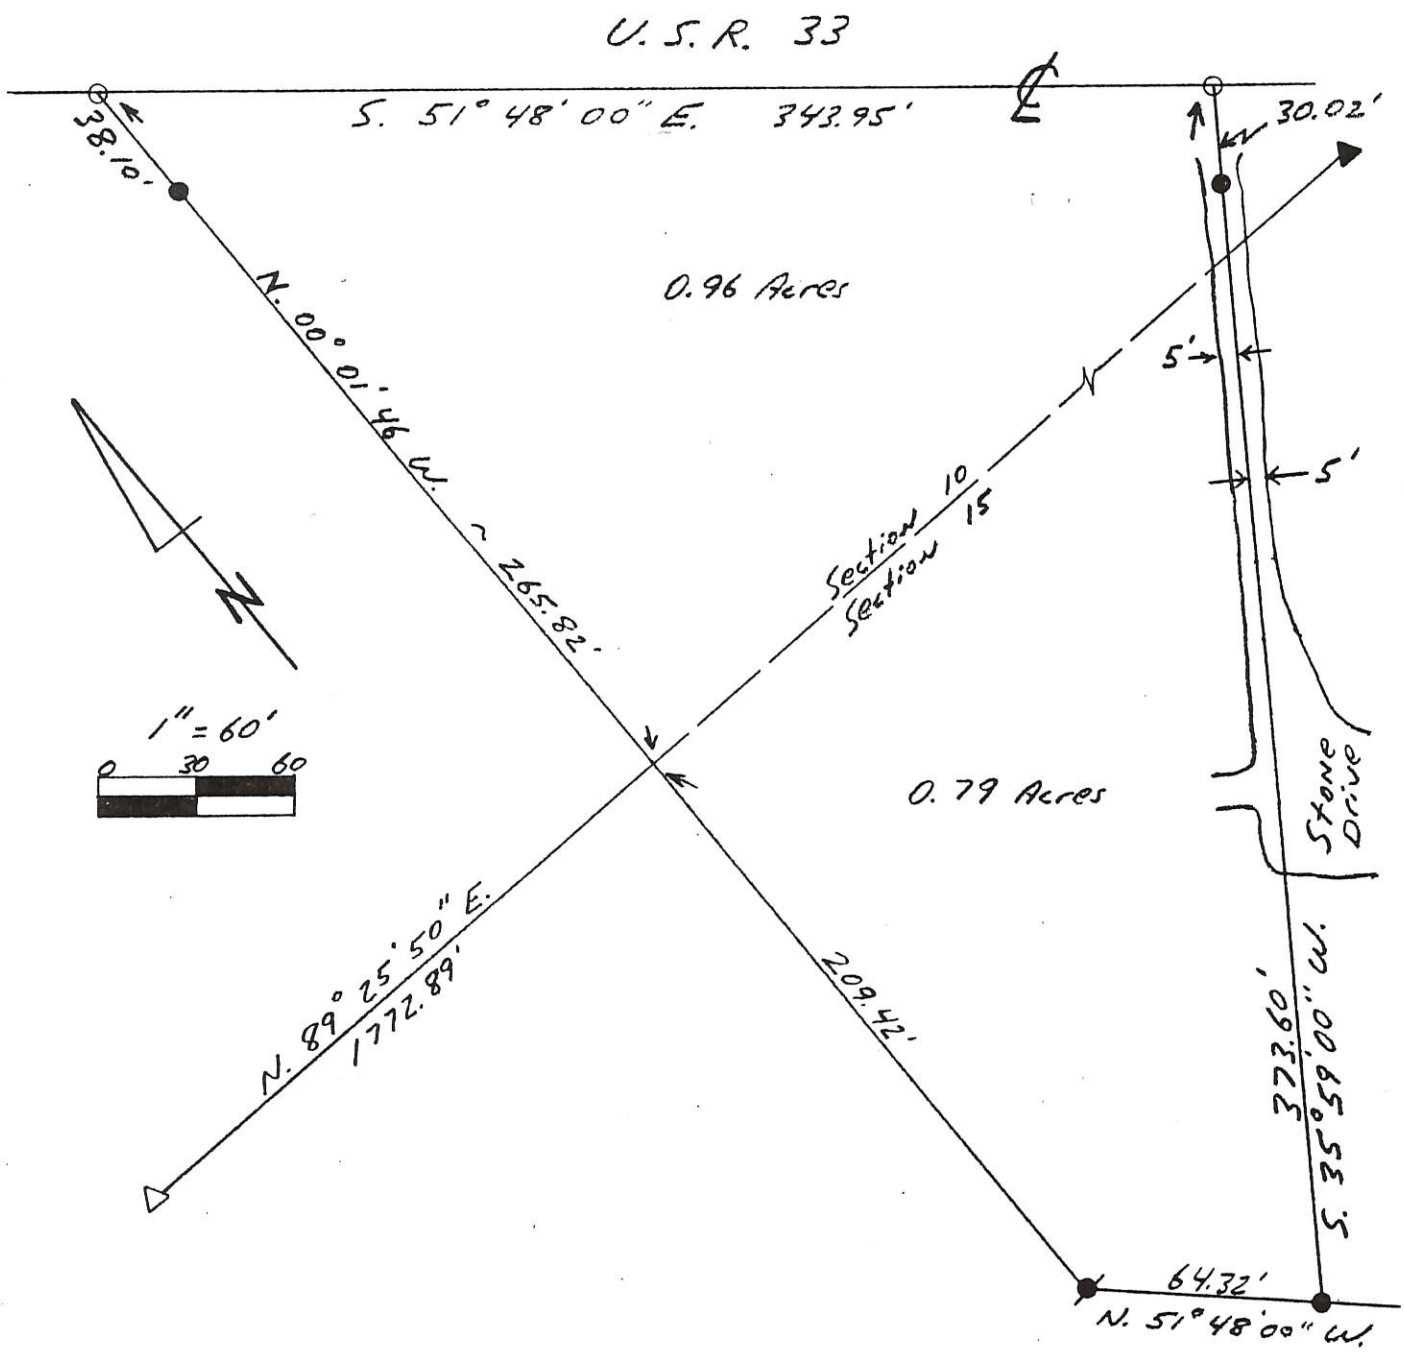 U.S.R. 33
S. 51° 48' 00" E. 343.95'
℄
30.02'
38.10'
0.96 Acres
N. 00° 01' 46 W. ~ 265.82'
5'
5'
Section 10
Section 15
N
1" = 60'
0 30 60
0.79 Acres
Stone
Drive
N. 89° 25' 50" E.
1772.89'
209.42'
373.60'
S. 35° 59' 00" W.
64.32'
N. 51° 48' 00" W.